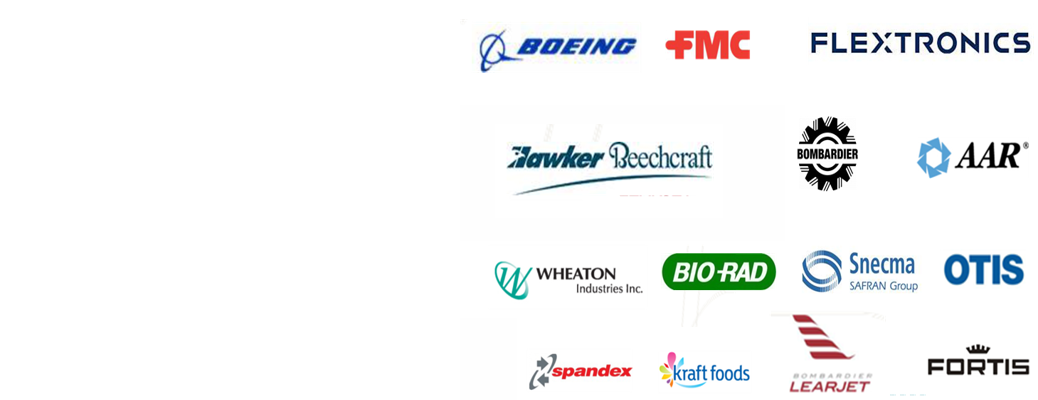 BOEING
FMC
FLEXTRONICS
Hawker Beechcraft
BOMBARDIER
AAR®
WHEATON
Industries Inc.
BIO-RAD
Snecma
SAFRAN Group
OTIS
spandex
kraft foods
BOMBARDIER
LEARJET
FORTIS